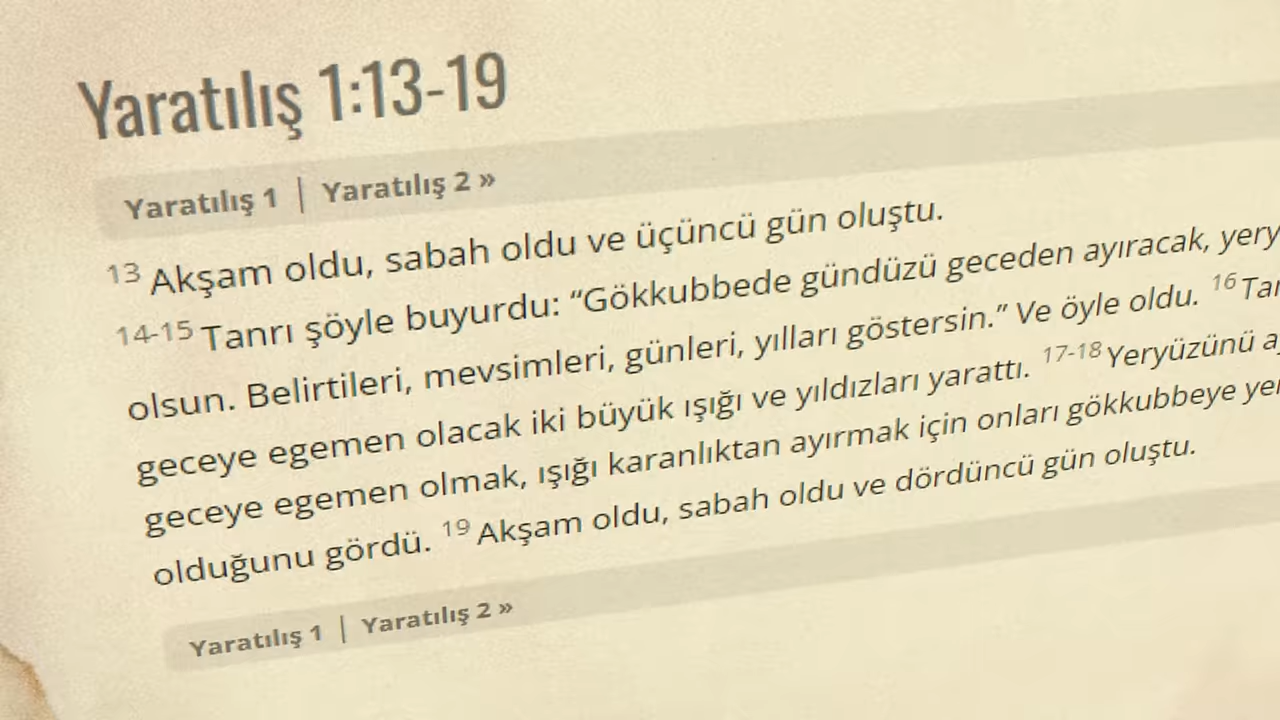 Yaratılış 1:13-19
Yaratılış 1 | Yaratılış 2 »
13 Akşam oldu, sabah oldu ve üçüncü gün oluştu.
14-15 Tanrı şöyle buyurdu: “Gökkubbede gündüzü geceden ayıracak,
olsun. Belirtileri, mevsimleri, günleri, yılları göstersin.” Ve öyle oldu. 16
geceye egemen olacak iki büyük ışığı ve yıldızları yarattı. 17-18 Yeryüzünü
geceye egemen olmak, ışığı karanlıktan ayırmak için onları gökkubbeye
olduğunu gördü. 19 Akşam oldu, sabah oldu ve dördüncü gün oluştu.
Yaratılış 1 | Yaratılış 2 »